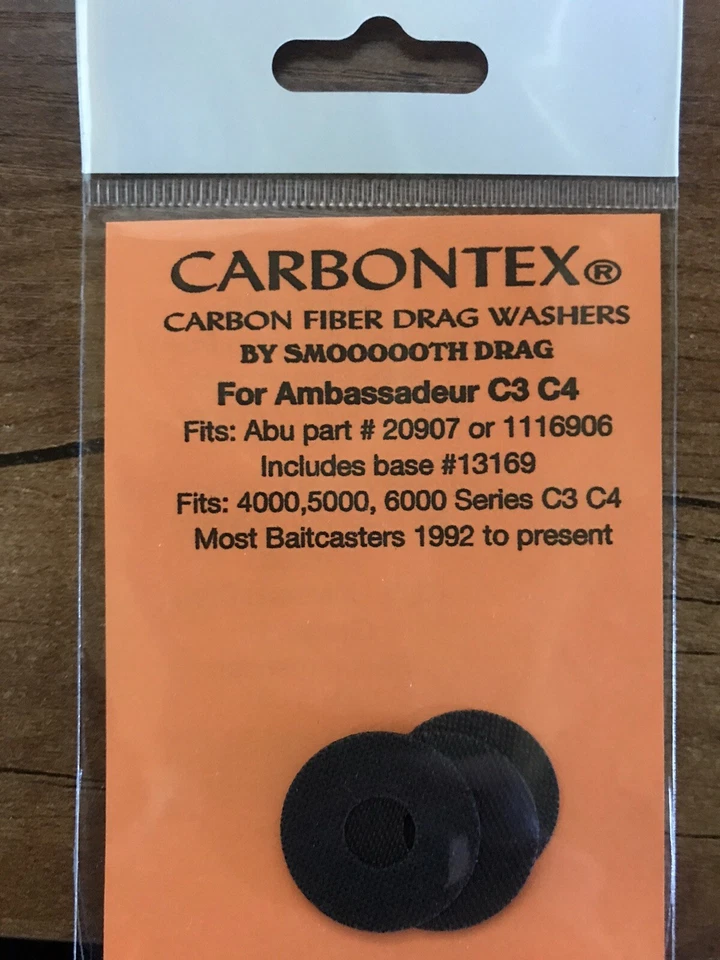 CARBONTEX®
CARBON FIBER DRAG WASHERS
BY SMOOOOOTH DRAG
For Ambassadeur C3 C4
Fits: Abu part # 20907 or 1116906
Includes base #13169
Fits: 4000,5000, 6000 Series C3 C4
Most Baitcasters 1992 to present